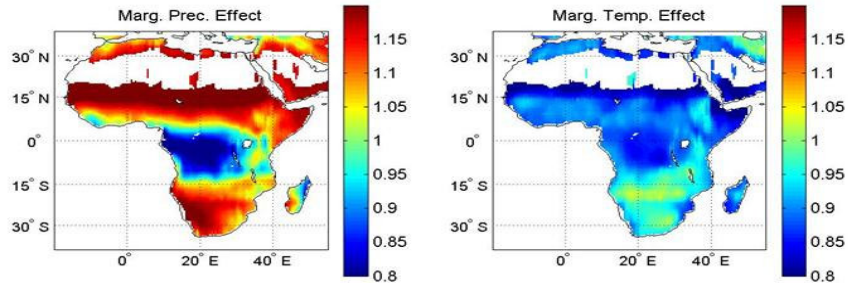 Marg. Prec. Effect
30° N
15° N
0°
15° S
30° S
0°
20° E
40° E
1.15
1.1
1.05
1
0.95
0.9
0.85
0.8
Marg. Temp. Effect
30° N
15° N
0°
15° S
30° S
0°
20° E
40° E
1.15
1.1
1.05
1
0.95
0.9
0.85
0.8